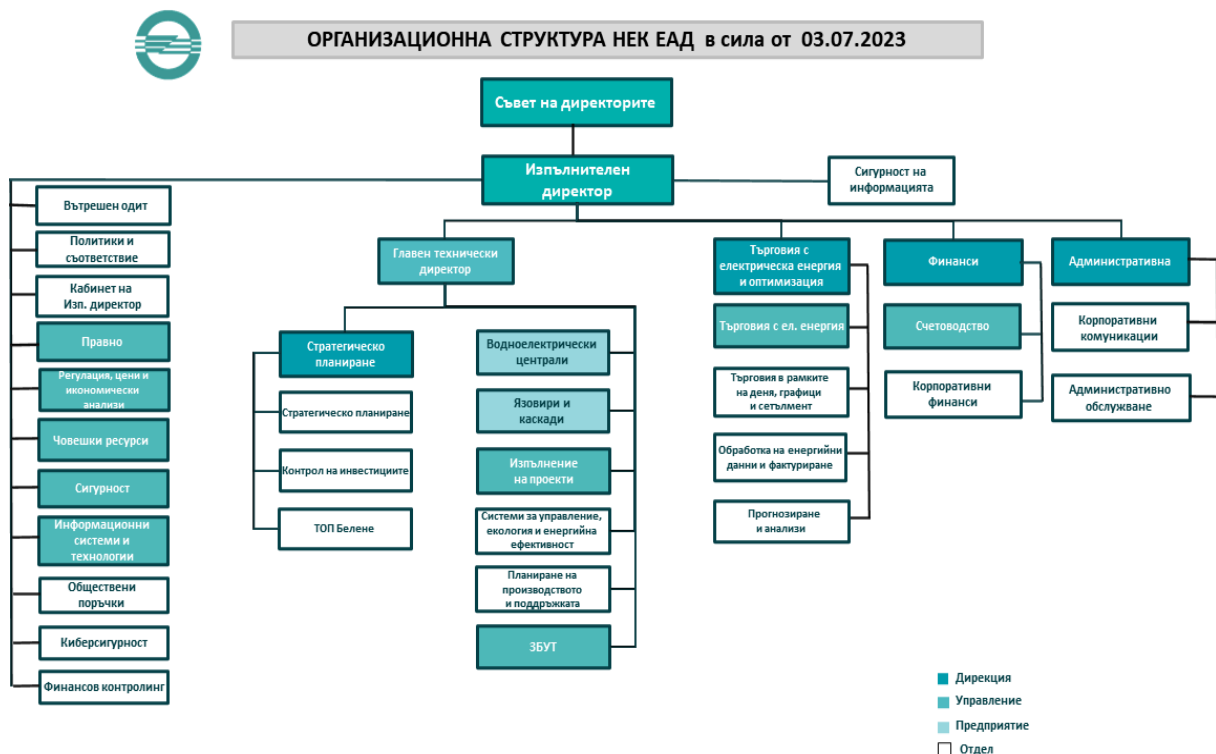 ОРГАНИЗАЦИОННА СТРУКТУРА НЕК ЕАД в сила от 03.07.2023
Съвет на директорите
Изпълнителен
директор
Сигурност на
информацията
Вътрешен одит
Политики и
съответствие
Кабинет на
Изп. директор
Правно
Регулация, цени и
икономически
анализи
Човешки ресурси
Сигурност
Информационни
системи и
технологии
Обществени
поръчки
Киберсигурност
Финансов контролинг
Главен технически
директор
Стратегическо
планиране
Стратегическо планиране
Контрол на инвестициите
ТОП Белене
Водноелектрически
централи
Язовири и
каскади
Изпълнение
на проекти
Системи за управление,
екология и енергийна
ефективност
Планиране на
производството
и поддръжката
ЗБУТ
Търговия с
електрическа енергия
и оптимизация
Търговия с ел. енергия
Търговия в рамките
на деня, графици
и сетълмент
Обработка на енергийни
данни и фактуриране
Прогнозиране
и анализи
Финанси
Счетоводство
Корпоративни
финанси
Административна
Корпоративни
комуникации
Административно
обслужване
Дирекция
Управление
Предприятие
Отдел